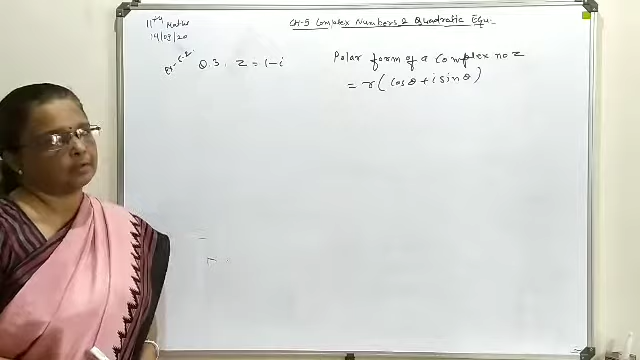 Ch-5 Complex Numbers & Quadratic Equ.
11th Maths
14/09/20
Ex-5.2.
Q.3. z = 1-i
Polar form of a complex no z
= r( cosθ + i sinθ )